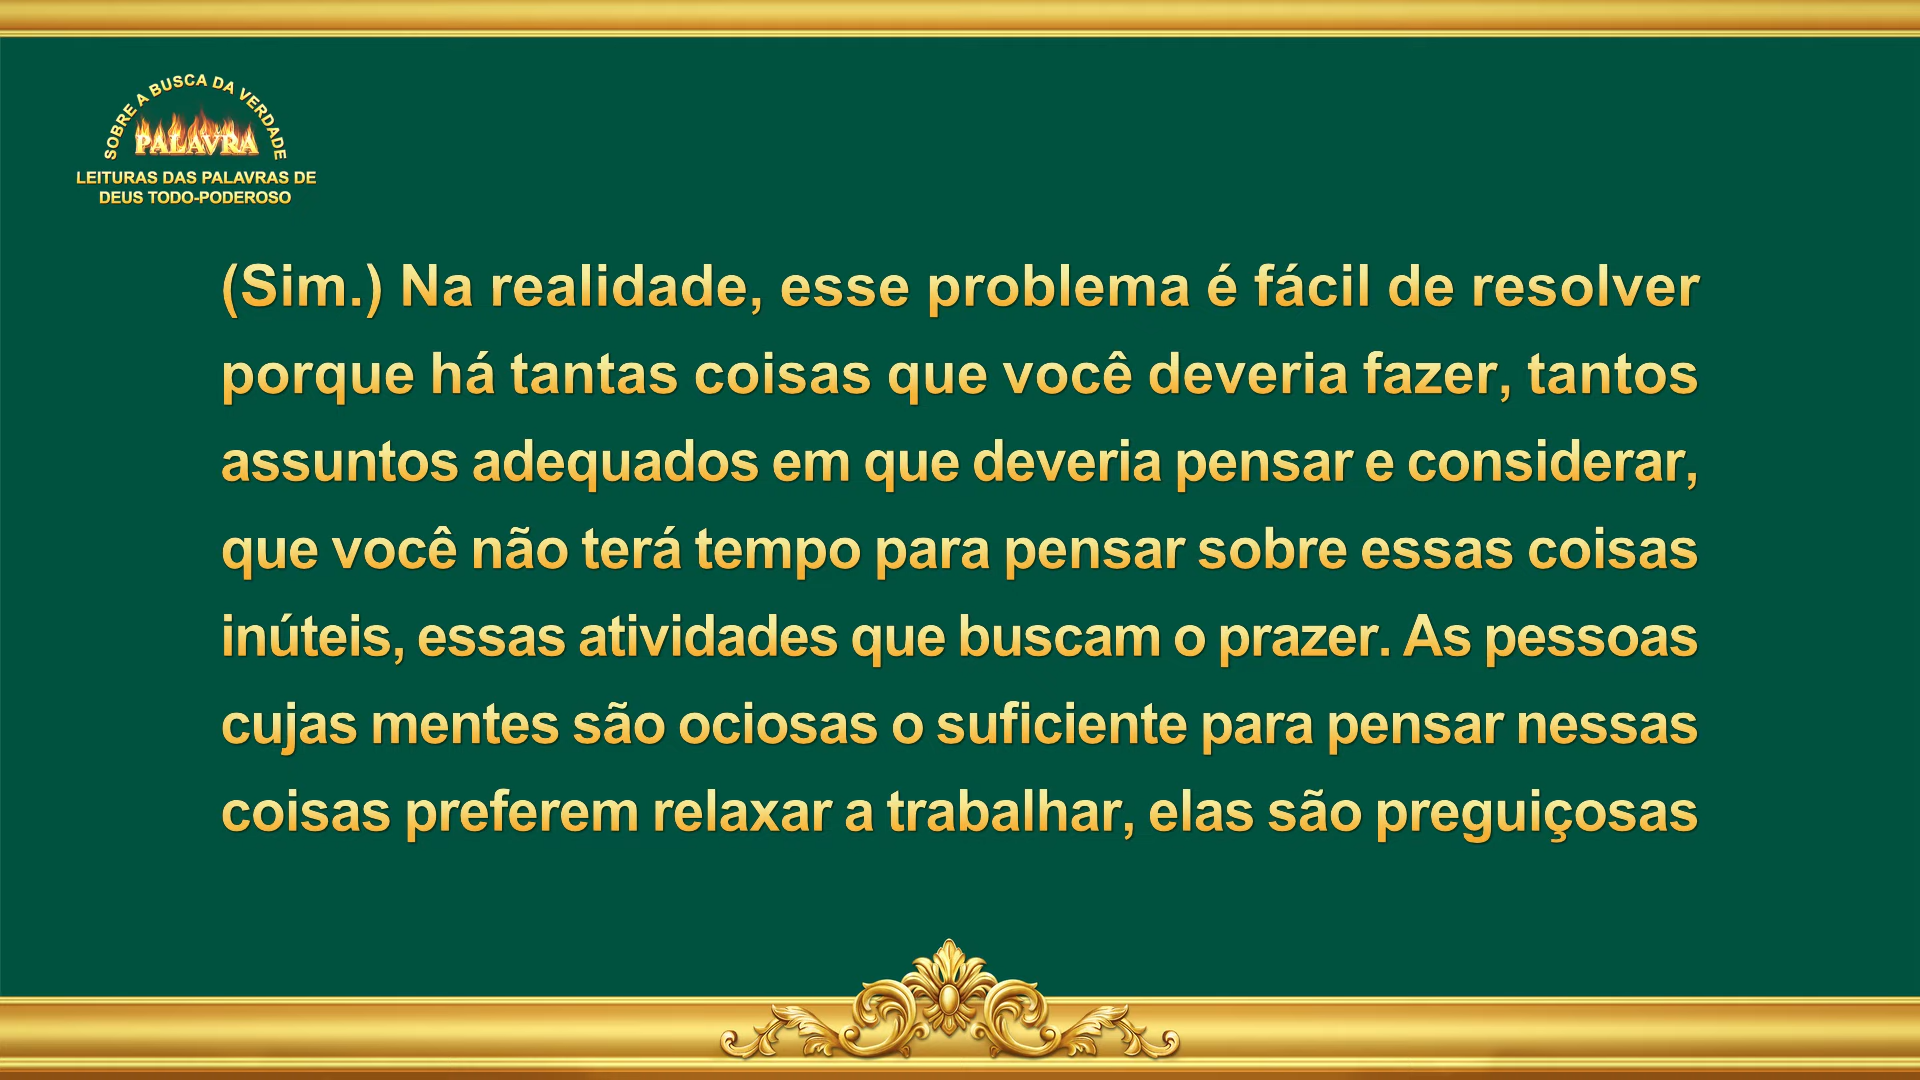 SOBRE A BUSCA DA VERDADE
PALAVRA
LEITURAS DAS PALAVRAS DE
DEUS TODO-PODEROSO
(Sim.) Na realidade, esse problema é fácil de resolver
porque há tantas coisas que você deveria fazer, tantos
assuntos adequados em que deveria pensar e considerar,
que você não terá tempo para pensar sobre essas coisas
inúteis, essas atividades que buscam o prazer. As pessoas
cujas mentes são ociosas o suficiente para pensar nessas
coisas preferem relaxar a trabalhar, elas são preguiçosas